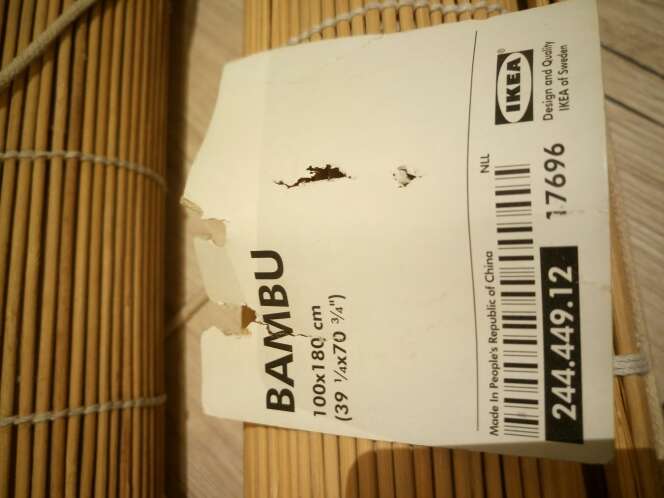 BAMBU
100x180 cm
(39 ¼x70 ¾")
NLL
Made In People's Republic of China
244.449.12
17696
IKEA®
Design and Quality
IKEA of Sweden